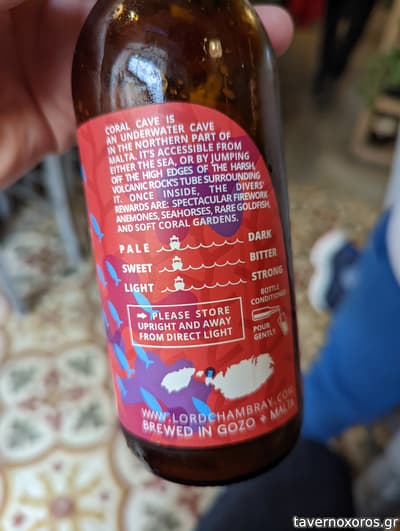 CORAL CAVE IS
AN UNDERWATER CAVE
IN THE NORTHERN PART OF
MALTA. IT'S ACCESSIBLE FROM
EITHER THE SEA, OR BY JUMPING
OFF THE HIGH EDGES OF THE HARSH,
VOLCANIC ROCK'S TUBE SURROUNDING
IT. ONCE INSIDE, THE DIVERS'
REWARDS ARE: SPECTACULAR FIREWORK
ANEMONES, SEAHORSES, RARE GOLDFISH,
AND SOFT CORAL GARDENS.
PALE DARK
SWEET BITTER
LIGHT STRONG
BOTTLE
CONDITIONED
POUR
GENTLY
PLEASE STORE
UPRIGHT AND AWAY
FROM DIRECT LIGHT
WWW.LORDCHAMBRAY.COM
BREWED IN GOZO + MALTA
tavernoxoros.gr